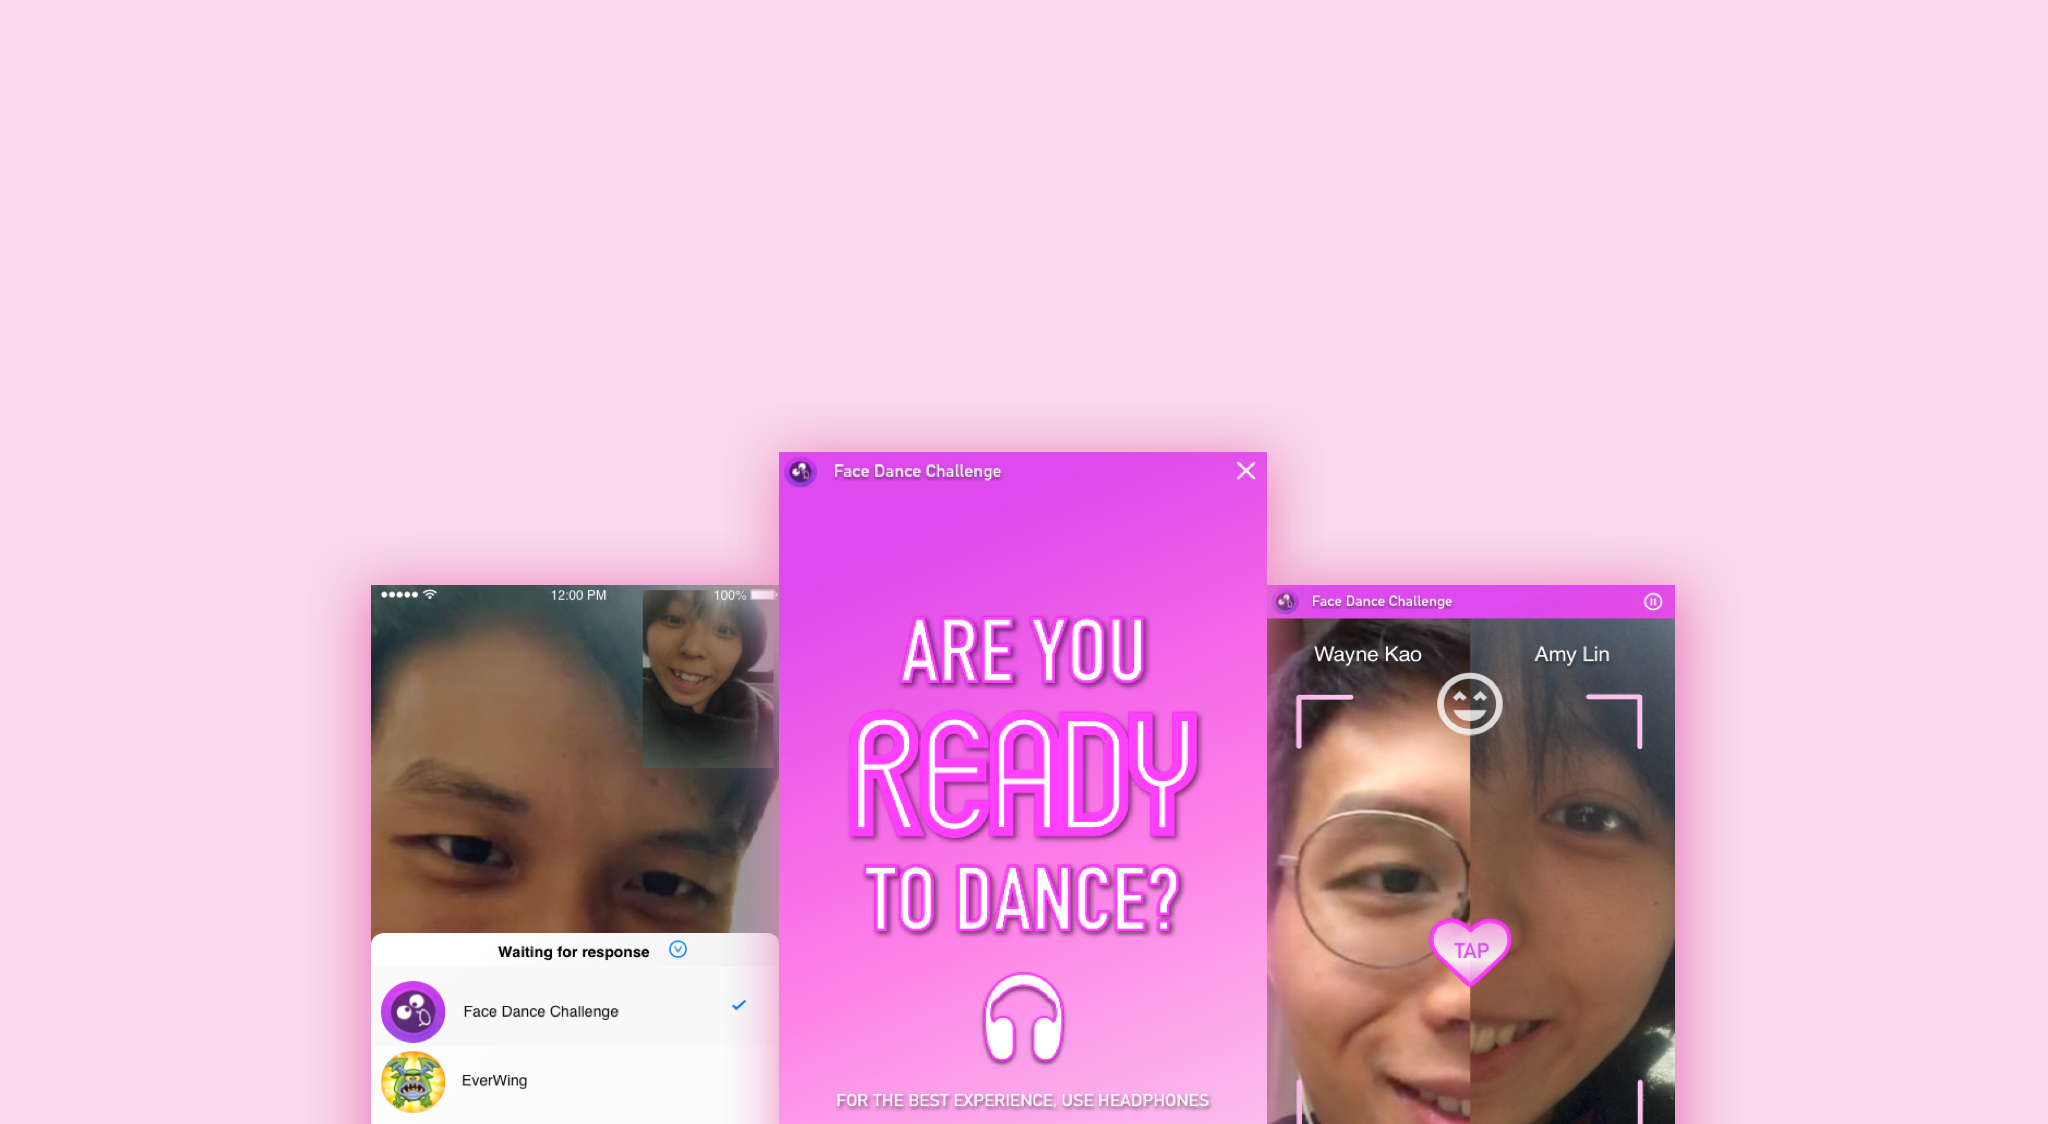 12:00 PM
100%
Waiting for response
Face Dance Challenge
EverWing
Face Dance Challenge
ARE YOU
READY
TO DANCE?
FOR THE BEST EXPERIENCE, USE HEADPHONES
Face Dance Challenge
Wayne Kao
Amy Lin
TAP